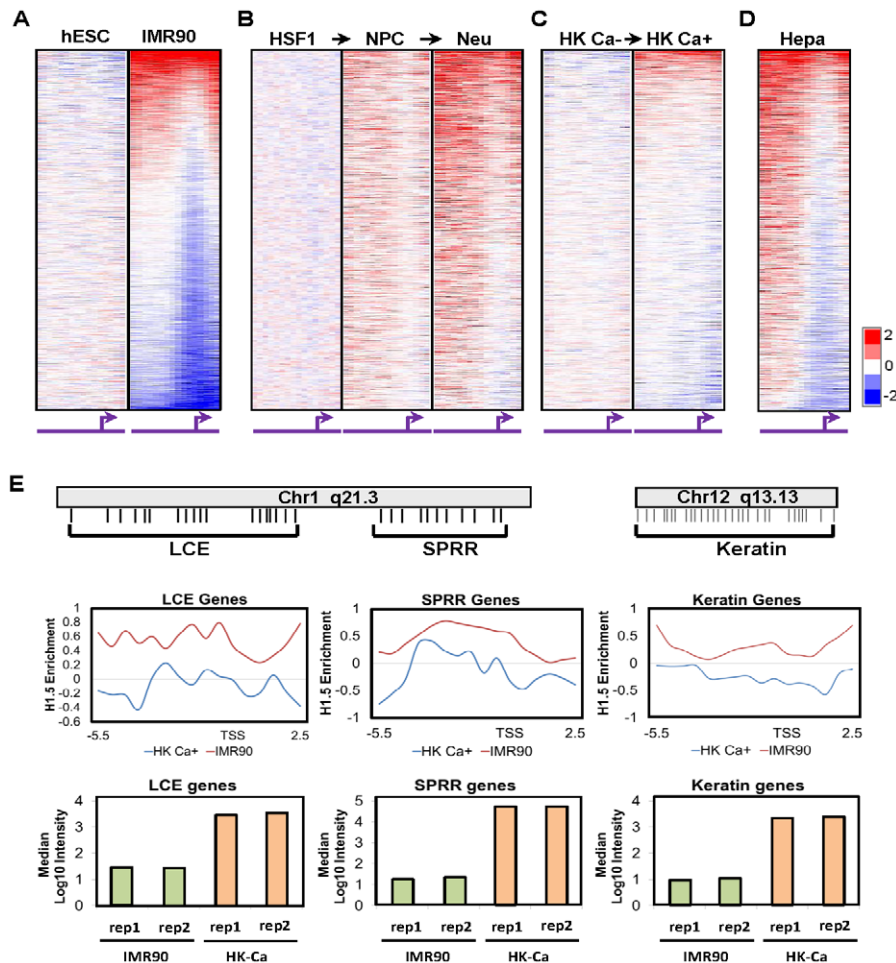 A
B
C
D
hESC IMR90
HSF1 → NPC → Neu
HK Ca- → HK Ca+
Hepa
2
0
-2
E
Chr1 q21.3
Chr12 q13.13
LCE
SPRR
Keratin
LCE Genes
H1.5 Enrichment
1
0.8
0.6
0.4
0.2
0
-0.2
-0.4
-0.6
-5.5 TSS 2.5
HK Ca+ IMR90
SPRR Genes
H1.5 Enrichment
1
0.5
0
-0.5
-1
-5.5 TSS 2.5
HK Ca+ IMR90
Keratin Genes
H1.5 Enrichment
1
0.5
0
-0.5
-1
-5.5 TSS 2.5
HK Ca+ IMR90
LCE genes
Median
Log10 Intensity
4
3
2
1
0
rep1 rep2 rep1 rep2
IMR90 HK-Ca
SPRR genes
Median
Log10 Intensity
5
4
3
2
1
0
rep1 rep2 rep1 rep2
IMR90 HK-Ca
Keratin genes
Median
Log10 Intensity
4
3
2
1
0
rep1 rep2 rep1 rep2
IMR90 HK-Ca